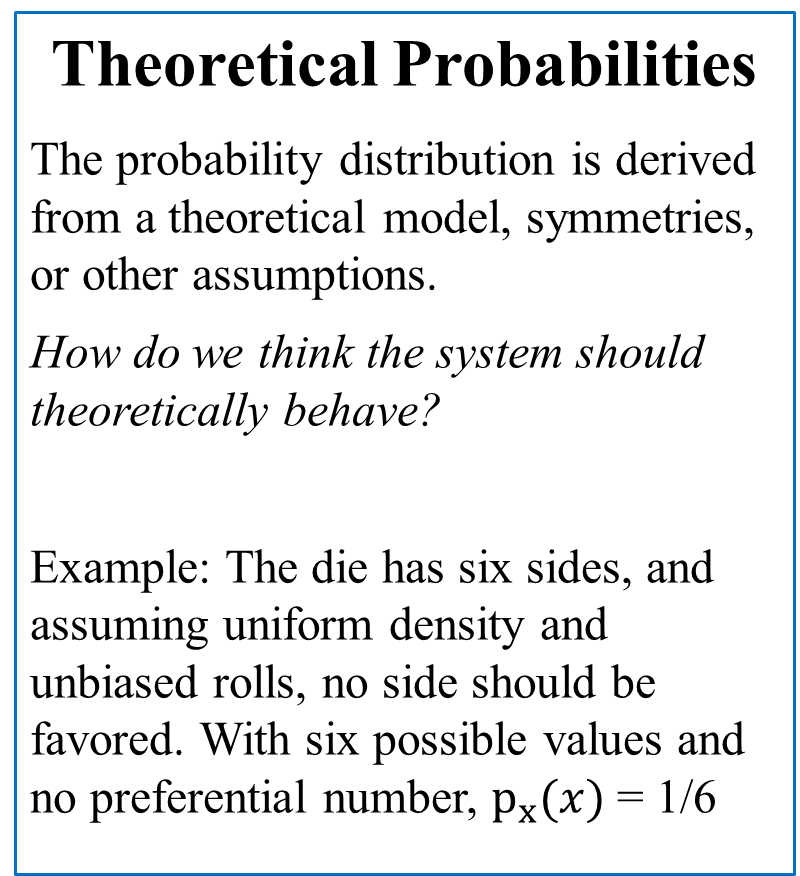 Theoretical Probabilities
The probability distribution is derived
from a theoretical model, symmetries,
or other assumptions.
How do we think the system should
theoretically behave?
Example: The die has six sides, and
assuming uniform density and
unbiased rolls, no side should be
favored. With six possible values and
no preferential number, pₓ(𝑥) = 1/6